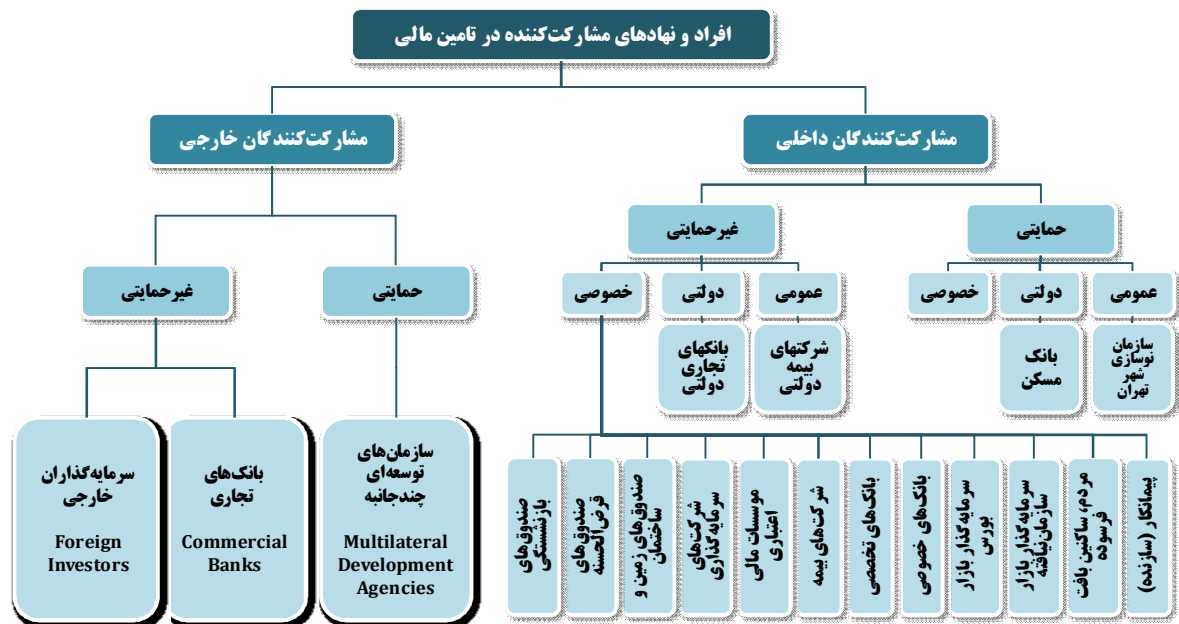 افراد و نهادهای مشارکت‌کننده در تامین مالی
مشارکت‌کنندگان داخلی
مشارکت‌کنندگان خارجی
حمایتی
غیرحمایتی
عمومی
دولتی
خصوصی
عمومی
دولتی
خصوصی
حمایتی
غیرحمایتی
سازمان
نوسازی
شهر
تهران
بانک
مسکن
شرکتهای
بیمه
دولتی
بانکهای
تجاری
دولتی
پیمانکار (سازنده)
مردم، ساکنین بافت
فرسوده
سرمایه‌گذار بازار
سازمان‌نیافته
سرمایه‌گذار بازار
بورس
بانک‌های خصوصی
بانک‌های تخصصی
شرکت‌های بیمه
موسسات مالی
اعتباری
شرکت‌های
سرمایه‌گذاری
صندوق‌های زمین و
ساختمان
صندوق‌های
قرض‌الحسنه
صندوق‌های
بازنشستگی
سازمان‌های
توسعه‌ای
چندجانبه
Multilateral
Development
Agencies
بانک‌های
تجاری
Commercial
Banks
سرمایه‌گذاران
خارجی
Foreign
Investors